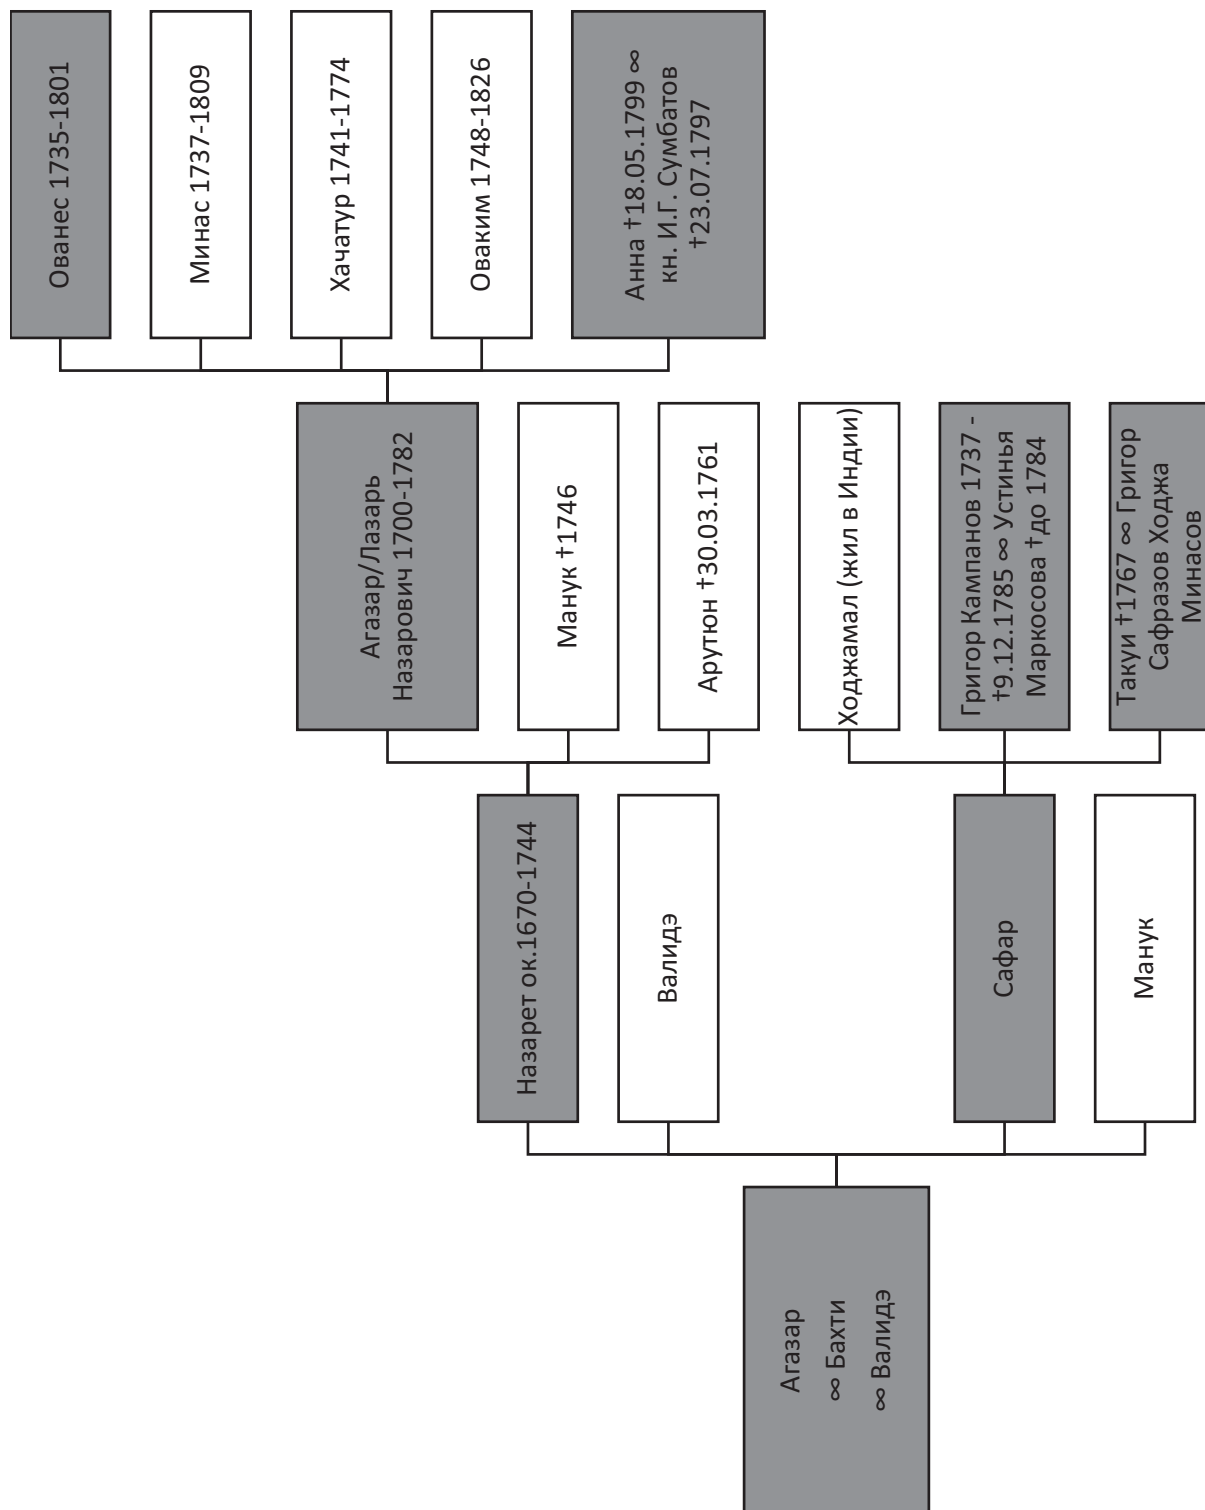 Агазар
∞ Бахти
∞ Валидэ
Назарет ок.1670-1744
Валидэ
Сафар
Манук
Агазар/Лазарь
Назарович 1700-1782
Манук †1746
Арутюн †30.03.1761
Ходжамал (жил в Индии)
Григор Кампанов 1737 -
†9.12.1785 ∞ Устинья
Маркосова †до 1784
Такуи †1767 ∞ Григор
Сафразов Ходжа
Минасов
Ованес 1735-1801
Минас 1737-1809
Хачатур 1741-1774
Оваким 1748-1826
Анна †18.05.1799 ∞
кн. И.Г. Сумбатов
†23.07.1797